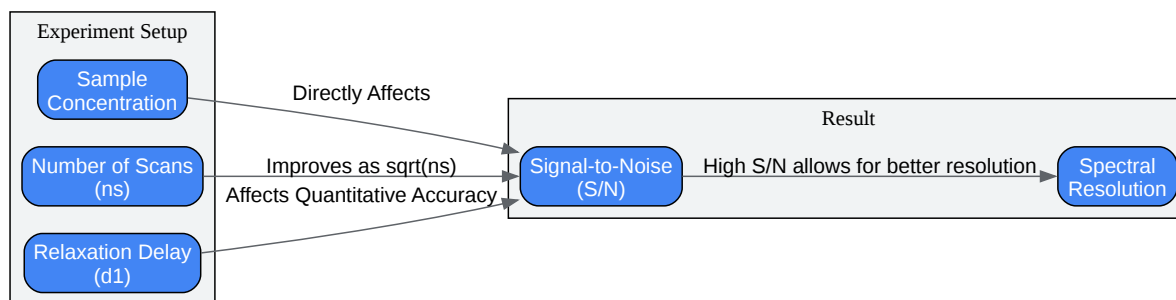 Experiment Setup
Sample
Concentration
Directly Affects
Result
Number of Scans
(ns)
Improves as sqrt(ns)
Signal-to-Noise
(S/N)
High S/N allows for better resolution
Spectral
Resolution
Affects Quantitative Accuracy
Relaxation Delay
(d1)